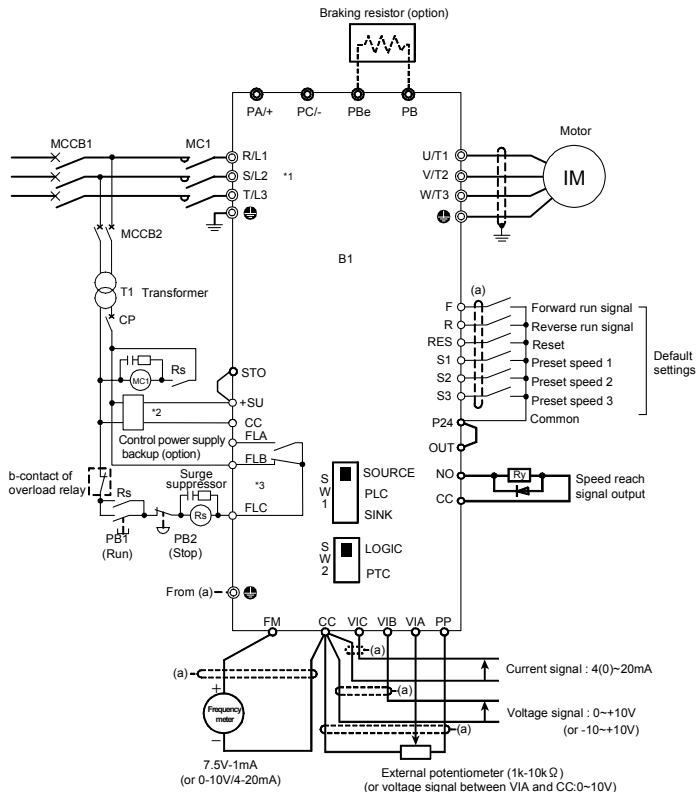 Braking resistor (option)
PA/+ PC/- PBe PB
MCCB1 MC1
R/L1
S/L2 *1
T/L3
U/T1
V/T2
W/T3
Motor
IM
MCCB2
B1
T1 Transformer
CP
MC1
Rs
*2
Control power supply
backup (option)
b-contact of
overload relay
Rs
PB1
(Run)
PB2
(Stop)
Surge
suppressor
Rs
*3
STO
+SU
CC
FLA
FLB
FLC
(a)
F Forward run signal
R Reverse run signal
RES Reset
S1 Preset speed 1
S2 Preset speed 2
S3 Preset speed 3
P24 Common
Default
settings
OUT
NO
CC
Ry
Speed reach
signal output
SW1
SOURCE
PLC
SINK
SW2
LOGIC
PTC
From (a)
FM CC VIC VIB VIA PP
(a)
(a)
(a)
(a)
+
Frequency
meter
−
7.5V-1mA
(or 0-10V/4-20mA)
Current signal : 4(0)~20mA
Voltage signal : 0~+10V
(or -10~+10V)
External potentiometer (1k-10kΩ)
(or voltage signal between VIA and CC:0~10V)